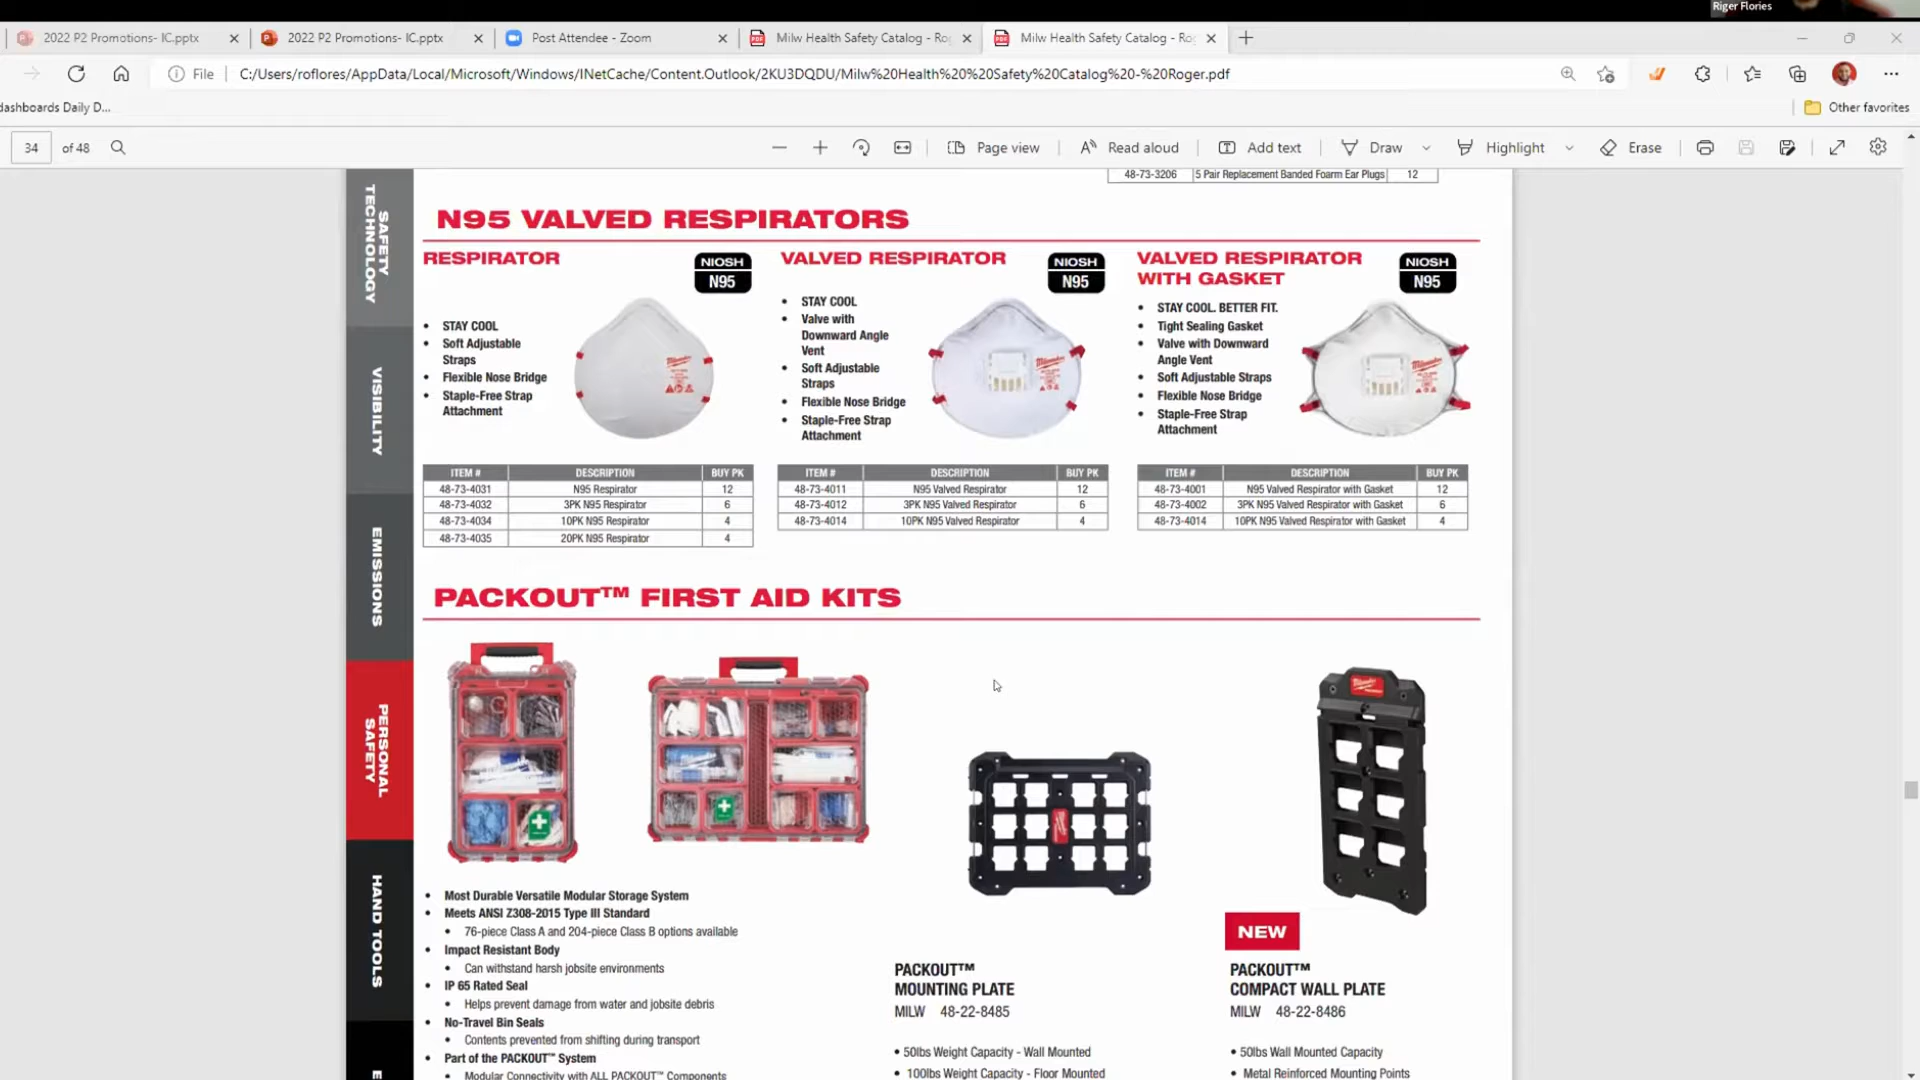 Riger Flories
2022 P2 Promotions- IC.pptx
2022 P2 Promotions- IC.pptx
Post Attendee - Zoom
Milw Health Safety Catalog - Rog
Milw Health Safety Catalog - Rog
File
C:/Users/roflores/AppData/Local/Microsoft/Windows/INetCache/Content.Outlook/2KU3DQDU/Milw%20Health%20%20Safety%20Catalog%20-%20Roger.pdf
dashboards Daily D...
Other favorites
34 of 48
Page view
Read aloud
Add text
Draw
Highlight
Erase
48-73-3206 5 Pair Replacement Banded Foarm Ear Plugs 12
SAFETY TECHNOLOGY
VISIBILITY
EMISSIONS
PERSONAL SAFETY
HAND TOOLS
N95 VALVED RESPIRATORS
RESPIRATOR
NIOSH
N95
• STAY COOL
• Soft Adjustable
Straps
• Flexible Nose Bridge
• Staple-Free Strap
Attachment
Milwaukee
ITEM # DESCRIPTION BUY PK
48-73-4031 N95 Respirator 12
48-73-4032 3PK N95 Respirator 6
48-73-4034 10PK N95 Respirator 4
48-73-4035 20PK N95 Respirator 4
VALVED RESPIRATOR
NIOSH
N95
• STAY COOL
• Valve with
Downward Angle
Vent
• Soft Adjustable
Straps
• Flexible Nose Bridge
• Staple-Free Strap
Attachment
Milwaukee
ITEM # DESCRIPTION BUY PK
48-73-4011 N95 Valved Respirator 12
48-73-4012 3PK N95 Valved Respirator 6
48-73-4014 10PK N95 Valved Respirator 4
VALVED RESPIRATOR
WITH GASKET
NIOSH
N95
• STAY COOL. BETTER FIT.
• Tight Sealing Gasket
• Valve with Downward
Angle Vent
• Soft Adjustable Straps
• Flexible Nose Bridge
• Staple-Free Strap
Attachment
Milwaukee
ITEM # DESCRIPTION BUY PK
48-73-4001 N95 Valved Respirator with Gasket 12
48-73-4002 3PK N95 Valved Respirator with Gasket 6
48-73-4014 10PK N95 Valved Respirator with Gasket 4
PACKOUT™ FIRST AID KITS
• Most Durable Versatile Modular Storage System
• Meets ANSI Z308-2015 Type III Standard
• 76-piece Class A and 204-piece Class B options available
• Impact Resistant Body
• Can withstand harsh jobsite environments
• IP 65 Rated Seal
• Helps prevent damage from water and jobsite debris
• No-Travel Bin Seals
• Contents prevented from shifting during transport
• Part of the PACKOUT™ System
• Modular Connectivity with ALL PACKOUT™ Components
PACKOUT™
MOUNTING PLATE
MILW 48-22-8485
• 50lbs Weight Capacity - Wall Mounted
• 100lbs Weight Capacity - Floor Mounted
Milwaukee
NEW
PACKOUT™
COMPACT WALL PLATE
MILW 48-22-8486
• 50lbs Wall Mounted Capacity
• Metal Reinforced Mounting Points